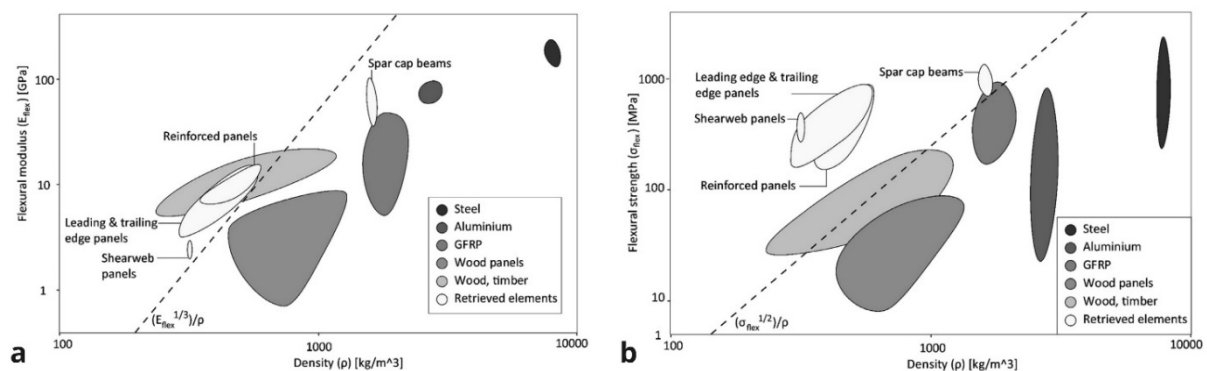 Flexural modulus (E_flex) [GPa]
100
10
1
Spar cap beams
Reinforced panels
Leading & trailing
edge panels
Shearweb
panels
(E_flex^1/3)/ρ
Steel
Aluminium
GFRP
Wood panels
Wood, timber
Retrieved elements
100
1000
10000
Density (ρ) [kg/m^3]
a
Flexural strength (σ_flex) [MPa]
1000
100
10
1
Leading edge & trailing
edge panels
Spar cap beams
Shearweb panels
Reinforced panels
(σ_flex^1/2)/ρ
Steel
Aluminium
GFRP
Wood panels
Wood, timber
Retrieved elements
100
1000
10000
Density (ρ) [kg/m^3]
b